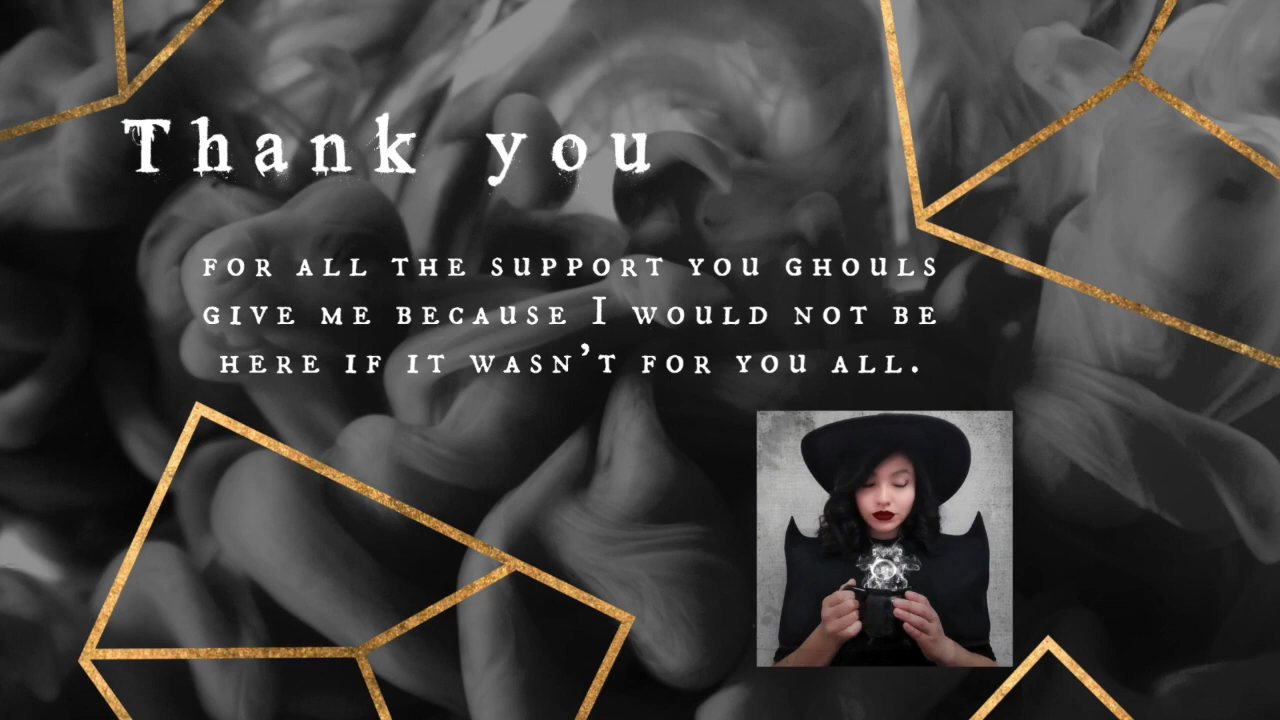 Thank you
FOR ALL THE SUPPORT YOU GHOULS
GIVE ME BECAUSE I WOULD NOT BE
HERE IF IT WASN'T FOR YOU ALL.